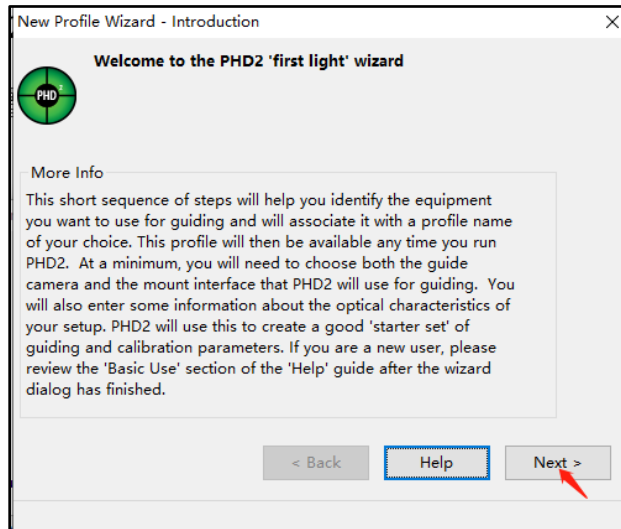 New Profile Wizard - Introduction
Welcome to the PHD2 'first light' wizard
PHD 2
More Info
This short sequence of steps will help you identify the equipment
you want to use for guiding and will associate it with a profile name
of your choice. This profile will then be available any time you run
PHD2.  At a minimum, you will need to choose both the guide
camera and the mount interface that PHD2 will use for guiding.  You
will also enter some information about the optical characteristics of
your setup. PHD2 will use this to create a good 'starter set' of
guiding and calibration parameters. If you are a new user, please
review the 'Basic Use' section of the 'Help' guide after the wizard
dialog has finished.
< Back
Help
Next >